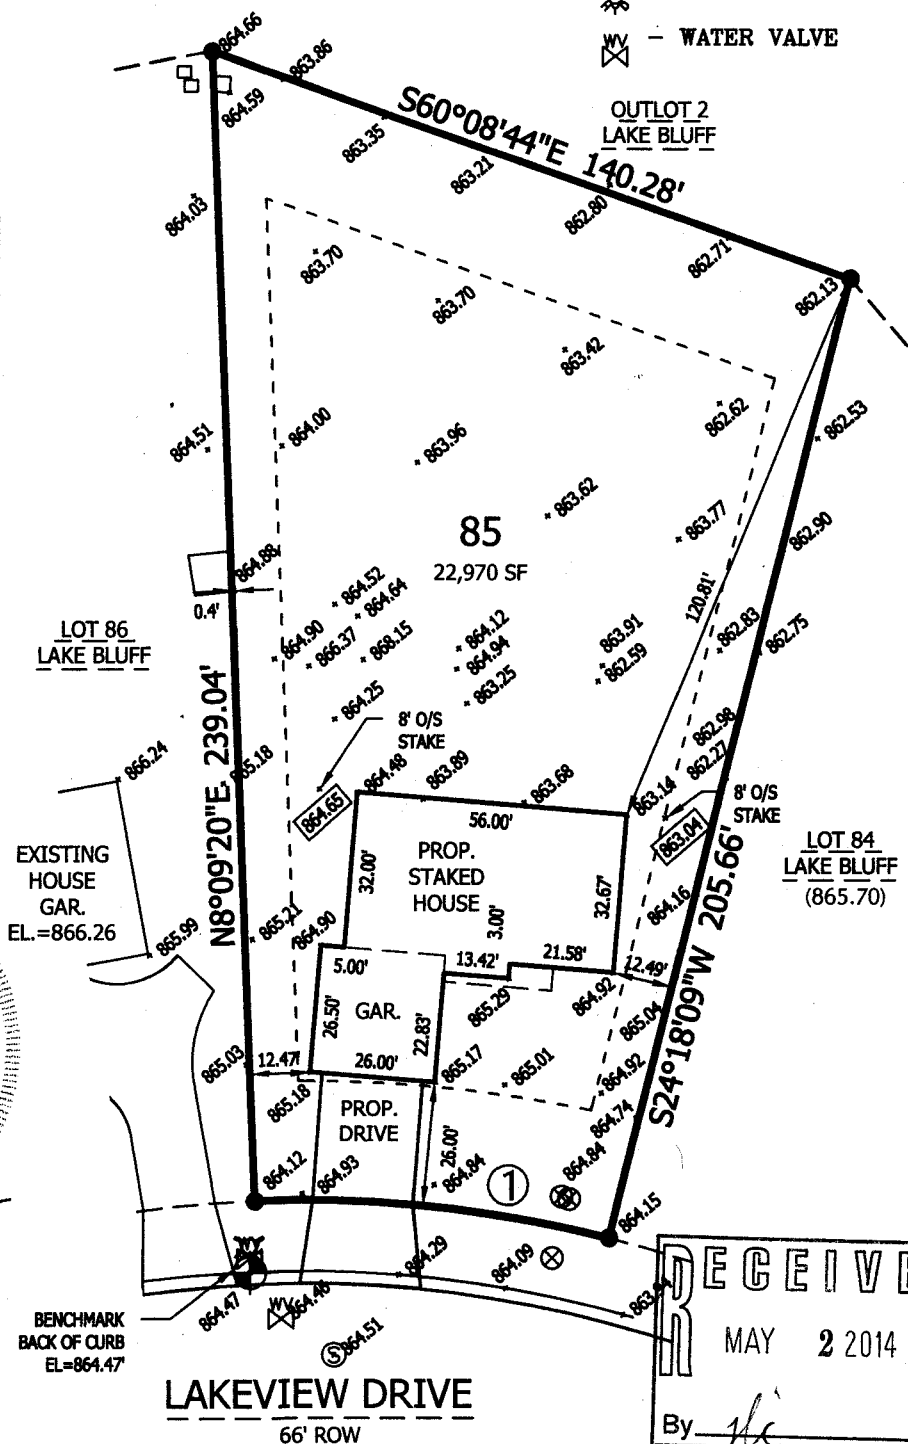 864.66
863.86
WV - WATER VALVE
OUTLOT 2
LAKE BLUFF
S60°08'44"E 140.28'
864.59
863.35
863.21
862.80
862.71
862.13
864.03
863.70
863.70
863.42
862.62
862.53
864.51
864.00
863.96
863.62
863.77
862.90
85
22,970 SF
864.88
0.4'
864.52
864.64
120.81'
LOT 86
LAKE BLUFF
864.90
866.37
868.15
864.12
864.94
863.25
863.91
862.59
862.83
862.75
N8°09'20"E 239.04'
864.25
8' O/S
STAKE
862.98
862.27
866.24
865.18
864.65
864.48
863.89
863.68
863.14
8' O/S
STAKE
863.04
56.00'
EXISTING
HOUSE
GAR.
EL.=866.26
PROP.
STAKED
HOUSE
32.00'
32.67'
LOT 84
LAKE BLUFF
(865.70)
S24°18'09"W 205.66'
865.99
865.21
864.90
3.00'
864.16
13.42'
21.58'
12.49'
5.00'
26.50'
GAR.
22.83'
865.29
864.92
865.04
865.03
12.47'
26.00'
865.17
865.01
864.92
865.18
PROP.
DRIVE
26.00'
864.74
864.12
864.93
864.84
1
864.84
864.15
864.29
864.09
863.94
BENCHMARK
BACK OF CURB
EL=864.47'
864.47
WV
864.46
S
864.51
LAKEVIEW DRIVE
66' ROW
RECEIVE
MAY 2 2014
By